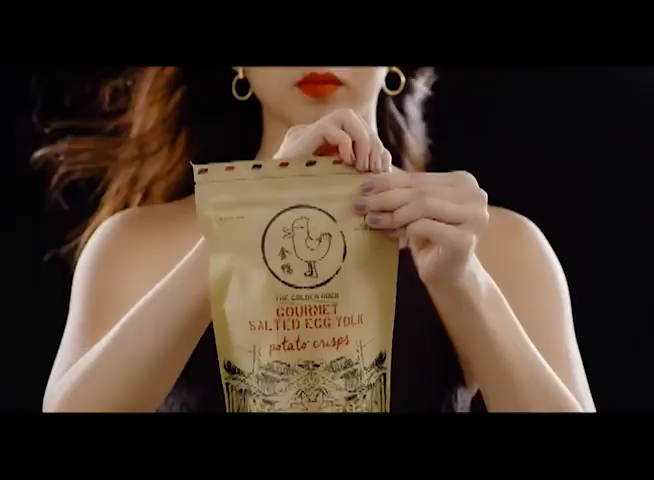 金
鴨
THE GOLDEN DUCK
GOURMET
SALTED EGG YOLK
potato crisps